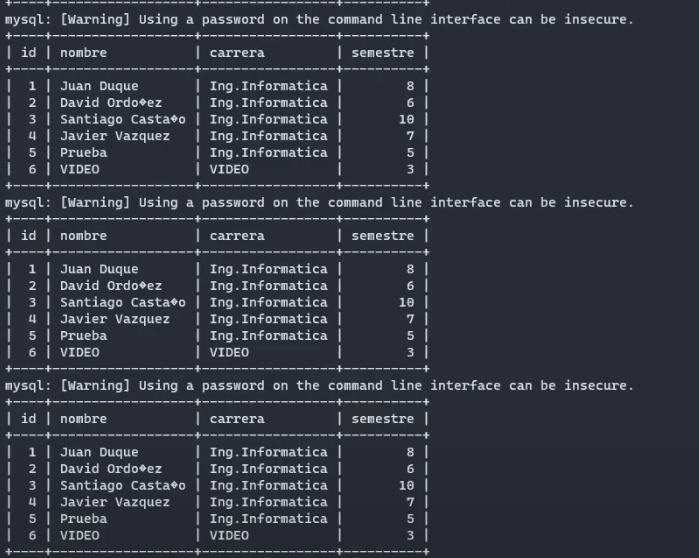 +----+------------------+----------------+----------+
mysql: [Warning] Using a password on the command line interface can be insecure.
+----+------------------+----------------+----------+
| id | nombre           | carrera        | semestre |
+----+------------------+----------------+----------+
|  1 | Juan Duque       | Ing.Informatica |        8 |
|  2 | David Ordo�ez    | Ing.Informatica |        6 |
|  3 | Santiago Casta�o | Ing.Informatica |       10 |
|  4 | Javier Vazquez   | Ing.Informatica |        7 |
|  5 | Prueba           | Ing.Informatica |        5 |
|  6 | VIDEO            | VIDEO          |        3 |
+----+------------------+----------------+----------+
mysql: [Warning] Using a password on the command line interface can be insecure.
+----+------------------+----------------+----------+
| id | nombre           | carrera        | semestre |
+----+------------------+----------------+----------+
|  1 | Juan Duque       | Ing.Informatica |        8 |
|  2 | David Ordo�ez    | Ing.Informatica |        6 |
|  3 | Santiago Casta�o | Ing.Informatica |       10 |
|  4 | Javier Vazquez   | Ing.Informatica |        7 |
|  5 | Prueba           | Ing.Informatica |        5 |
|  6 | VIDEO            | VIDEO          |        3 |
+----+------------------+----------------+----------+
mysql: [Warning] Using a password on the command line interface can be insecure.
+----+------------------+----------------+----------+
| id | nombre           | carrera        | semestre |
+----+------------------+----------------+----------+
|  1 | Juan Duque       | Ing.Informatica |        8 |
|  2 | David Ordo�ez    | Ing.Informatica |        6 |
|  3 | Santiago Casta�o | Ing.Informatica |       10 |
|  4 | Javier Vazquez   | Ing.Informatica |        7 |
|  5 | Prueba           | Ing.Informatica |        5 |
|  6 | VIDEO            | VIDEO          |        3 |
+----+------------------+----------------+----------+